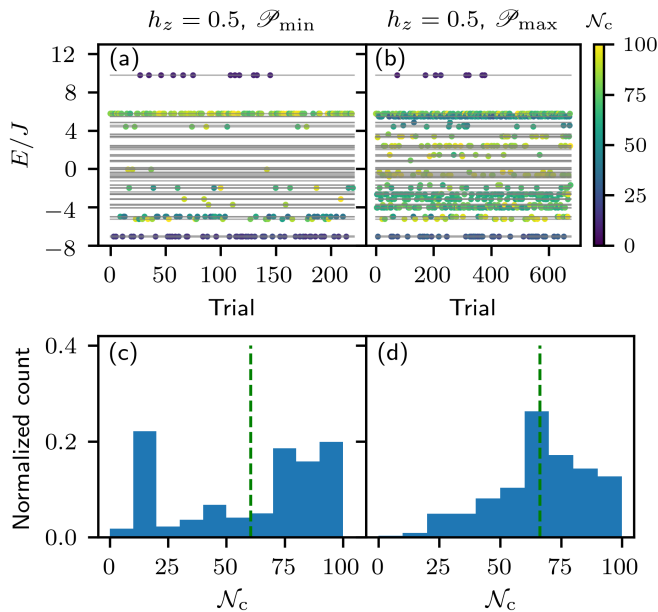 h_z = 0.5, 𝒫_min
h_z = 0.5, 𝒫_max
𝒩_c
(a)
(b)
E/J
12
8
4
0
−4
−8
0 50 100 150 200
0 200 400 600
Trial
Trial
100
75
50
25
0
(c)
(d)
Normalized count
0.4
0.2
0.0
0 25 50 75 100
0 25 50 75 100
𝒩_c
𝒩_c